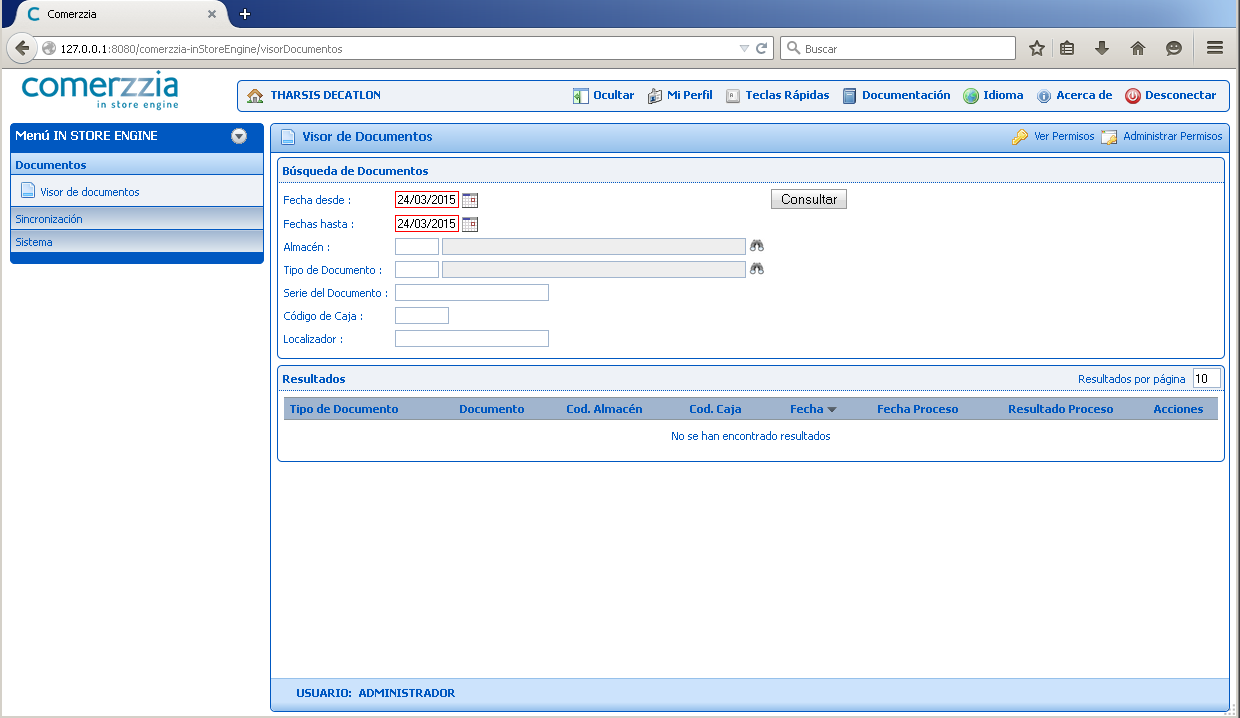 Comerzzia
127.0.0.1:8080/comerzzia-inStoreEngine/visorDocumentos
Buscar
comerzzia
in store engine
THARSIS DECATLON
Ocultar
Mi Perfil
Teclas Rápidas
Documentación
Idioma
Acerca de
Desconectar
Menú IN STORE ENGINE
Documentos
Visor de documentos
Sincronización
Sistema
Visor de Documentos
Ver Permisos
Administrar Permisos
Búsqueda de Documentos
Fecha desde : 24/03/2015
Consultar
Fechas hasta : 24/03/2015
Almacén :
Tipo de Documento :
Serie del Documento :
Código de Caja :
Localizador :
Resultados
Resultados por página 10
Tipo de Documento Documento Cod. Almacén Cod. Caja Fecha Fecha Proceso Resultado Proceso Acciones
No se han encontrado resultados
USUARIO: ADMINISTRADOR